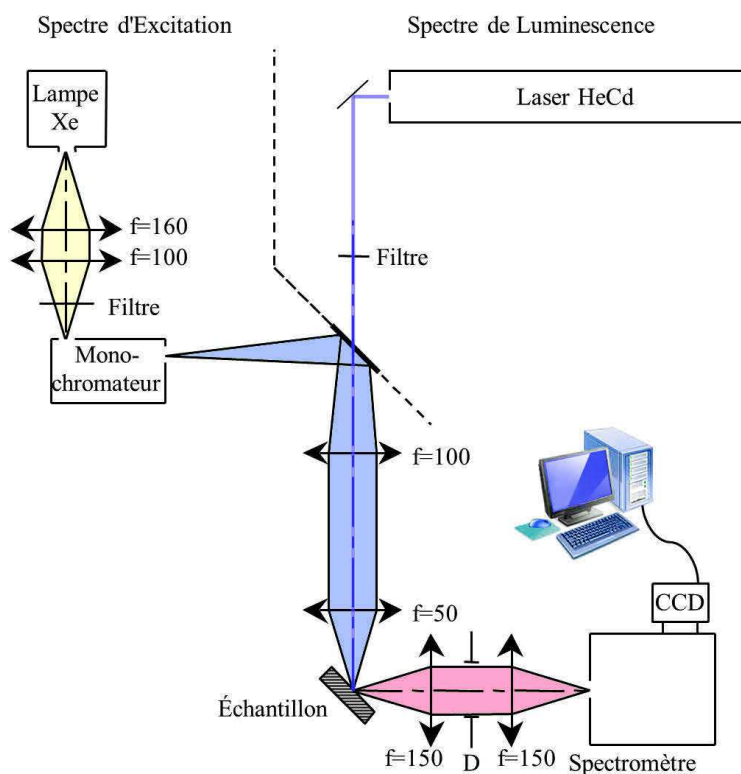 Spectre d'Excitation
Spectre de Luminescence
Lampe
Xe
Laser HeCd
f=160
f=100
Filtre
Filtre
Mono-
chromateur
f=100
f=50
CCD
Échantillon
f=150
D
f=150
Spectromètre